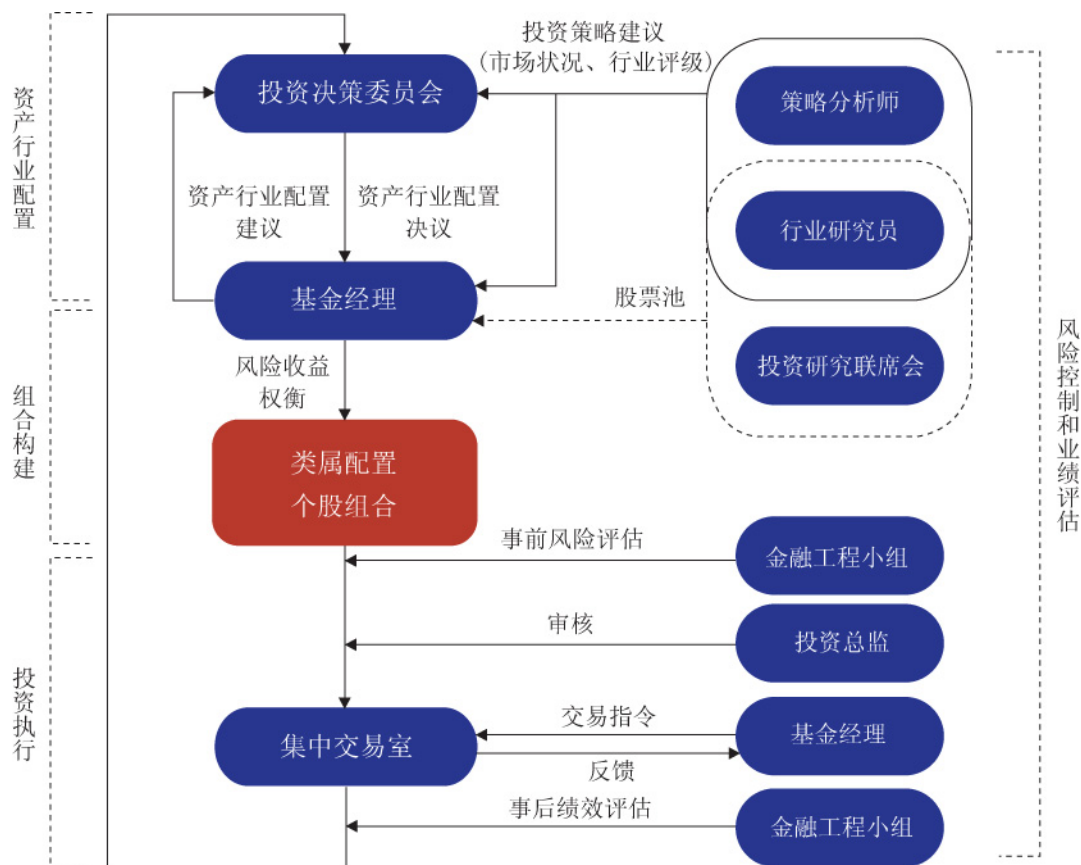 投资策略建议
(市场状况、行业评级)
投资决策委员会
策略分析师
资产行业配置
资产行业配置
建议
资产行业配置
决议
行业研究员
基金经理
股票池
投资研究联席会
风险收益
权衡
组合构建
类属配置
个股组合
风险控制和业绩评估
事前风险评估
金融工程小组
审核
投资总监
投资执行
集中交易室
交易指令
反馈
基金经理
事后绩效评估
金融工程小组